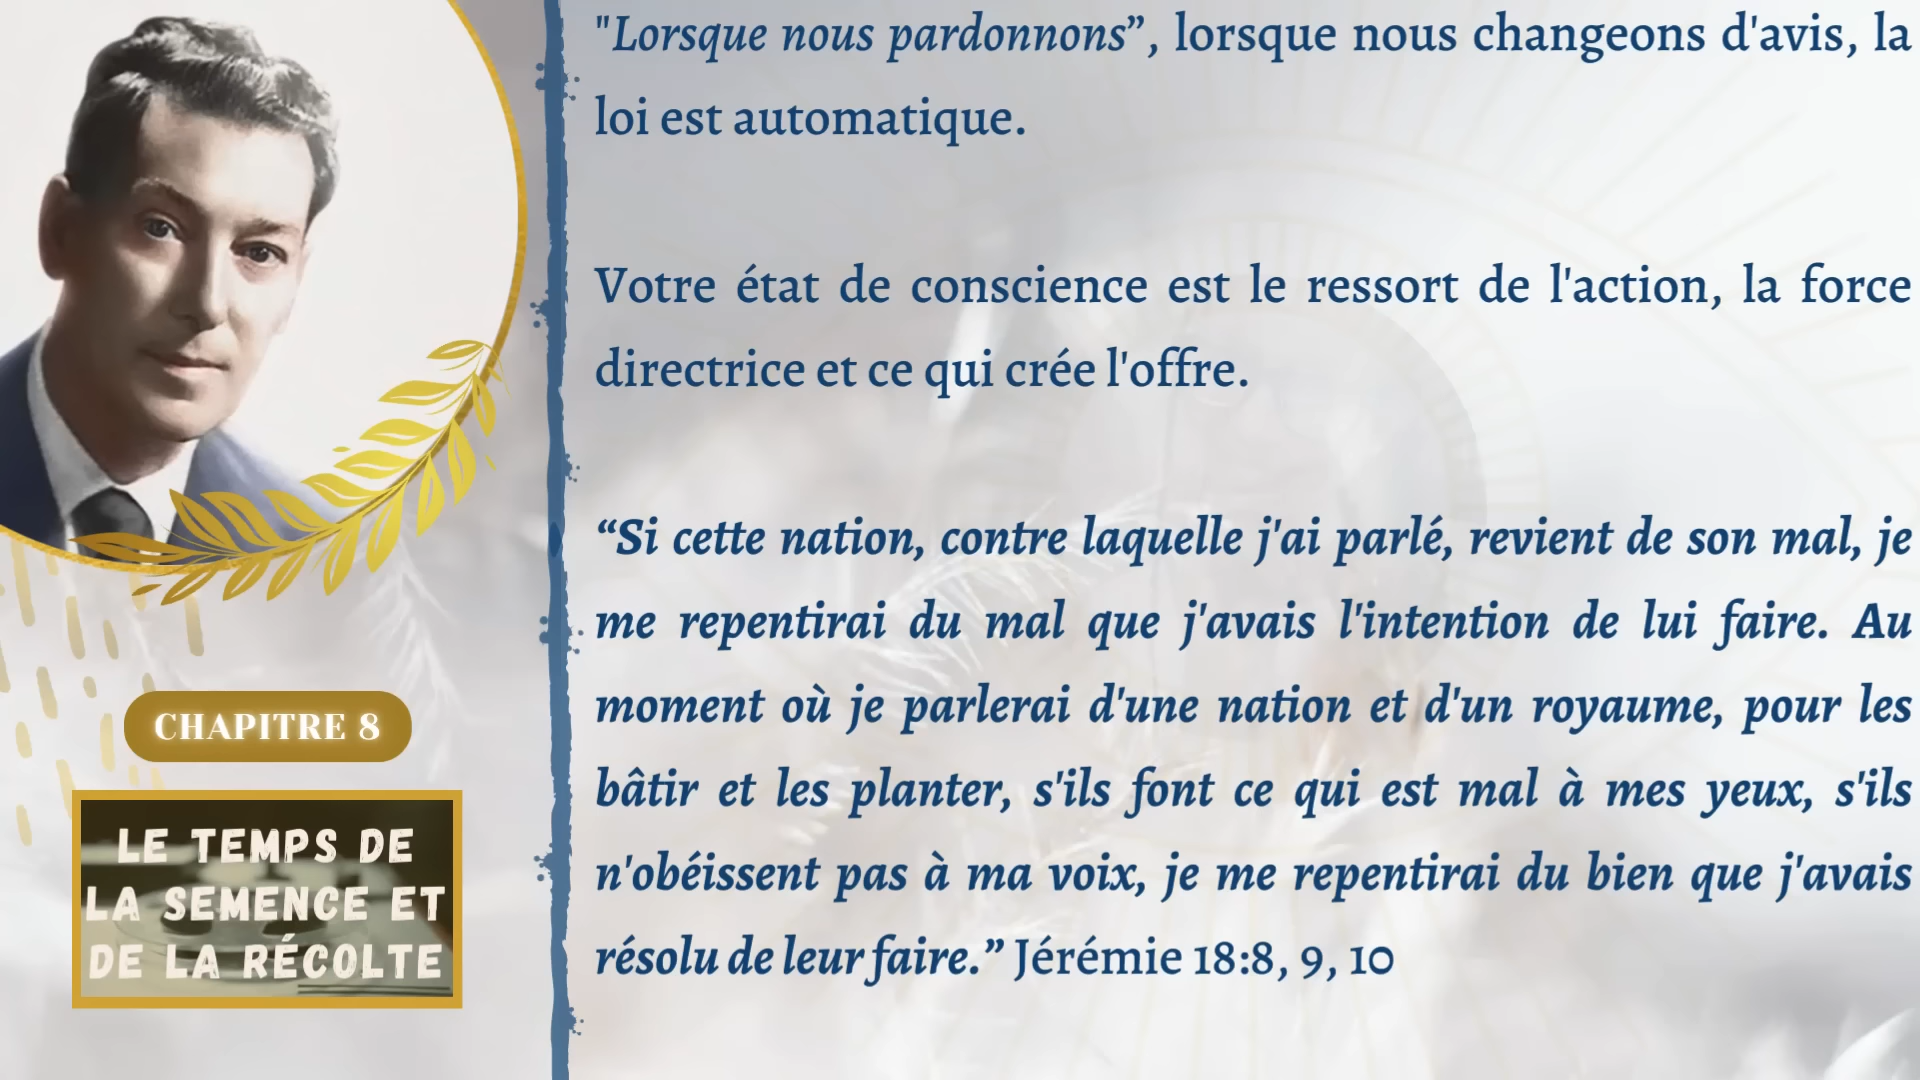 "Lorsque nous pardonnons”, lorsque nous changeons d'avis, la
loi est automatique.
Votre état de conscience est le ressort de l'action, la force
directrice et ce qui crée l'offre.
“Si cette nation, contre laquelle j'ai parlé, revient de son mal, je
me repentirai du mal que j'avais l'intention de lui faire. Au
moment où je parlerai d'une nation et d'un royaume, pour les
bâtir et les planter, s'ils font ce qui est mal à mes yeux, s'ils
n'obéissent pas à ma voix, je me repentirai du bien que j'avais
résolu de leur faire.” Jérémie 18:8, 9, 10
CHAPITRE 8
LE TEMPS DE
LA SEMENCE ET
DE LA RÉCOLTE